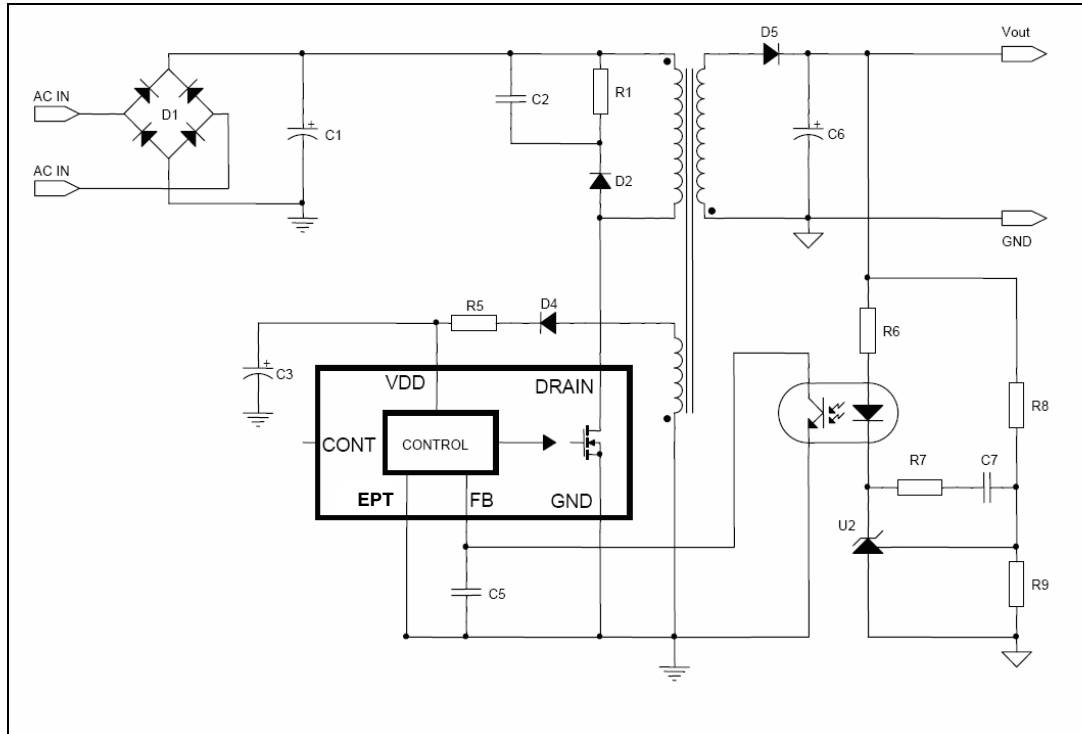 D5
Vout
AC IN
D1
C1
C2
R1
C6
AC IN
D2
GND
R5
D4
R6
C3
VDD
DRAIN
R8
CONT
CONTROL
R7
C7
EPT
FB
GND
U2
C5
R9